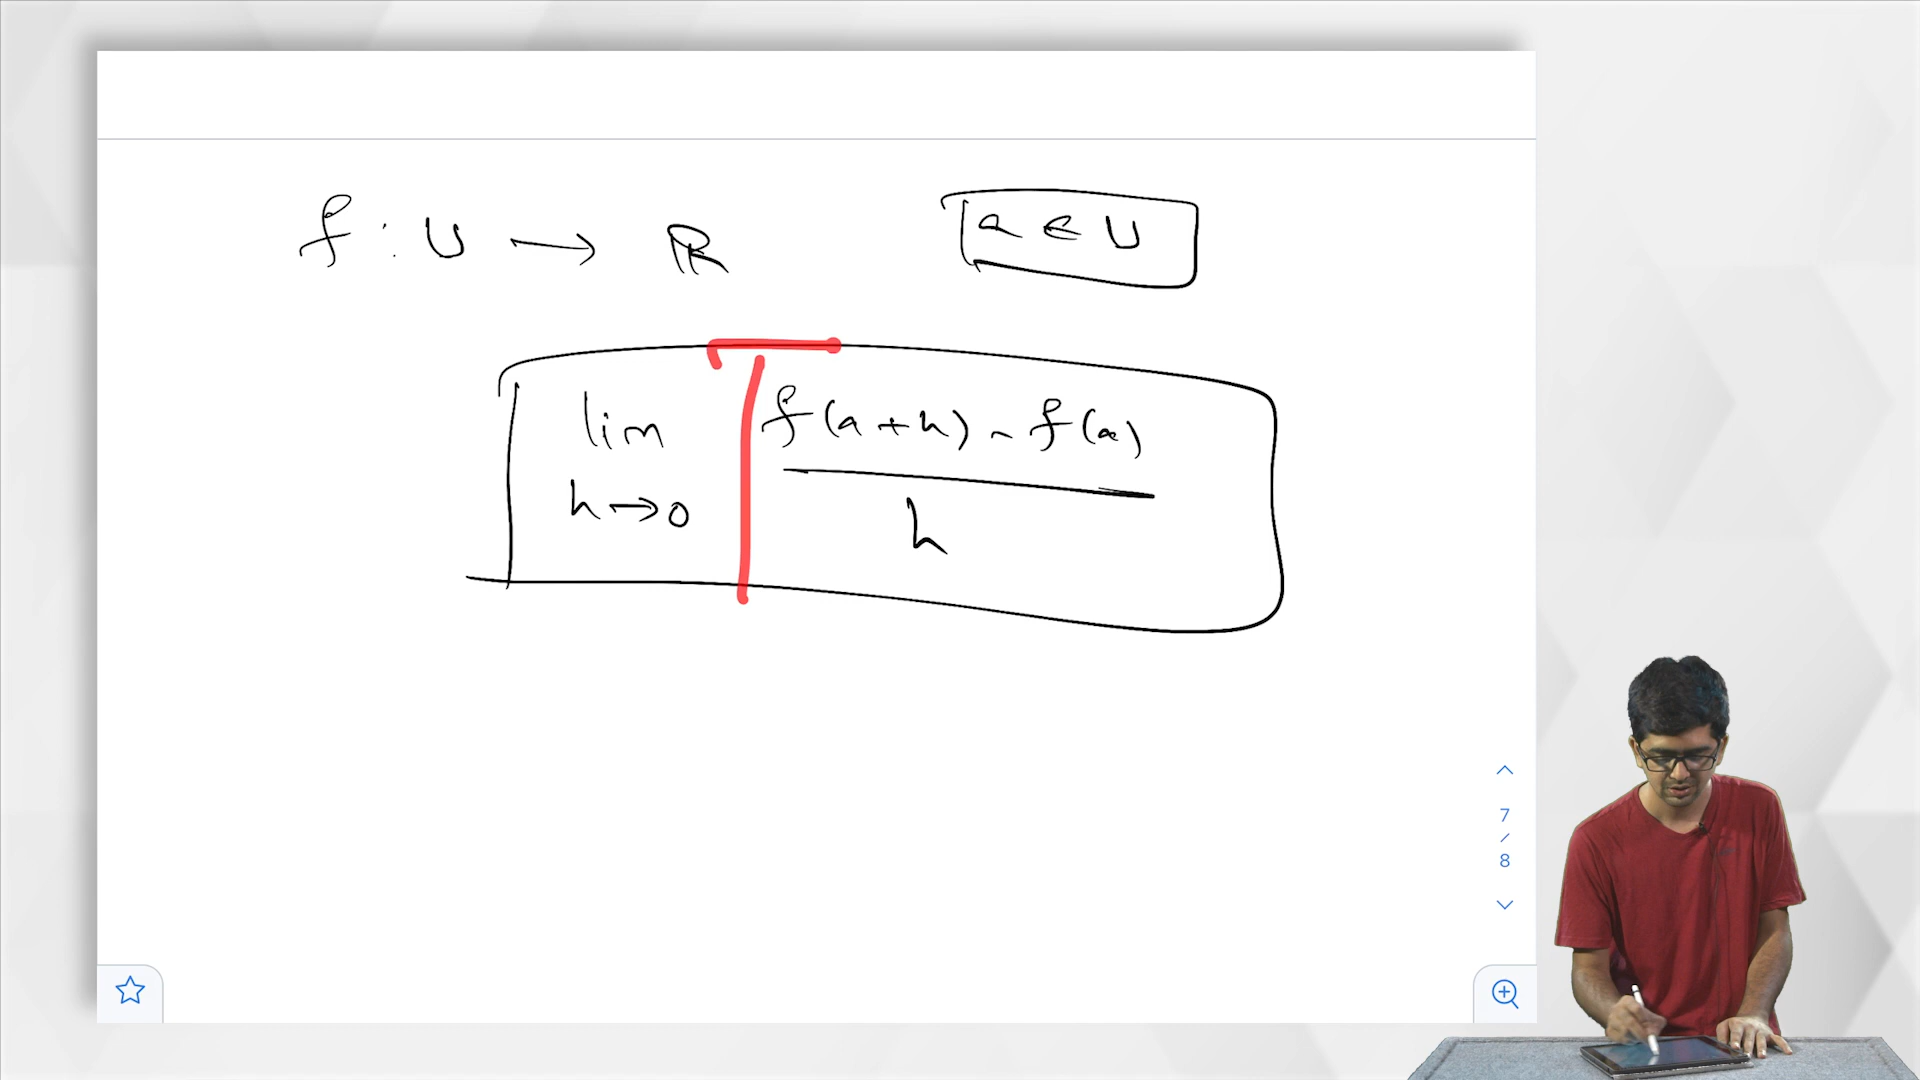 f : U → ℝ a ∈ U
lim f(a+h) - f(a)
h→0 h
7
/
8